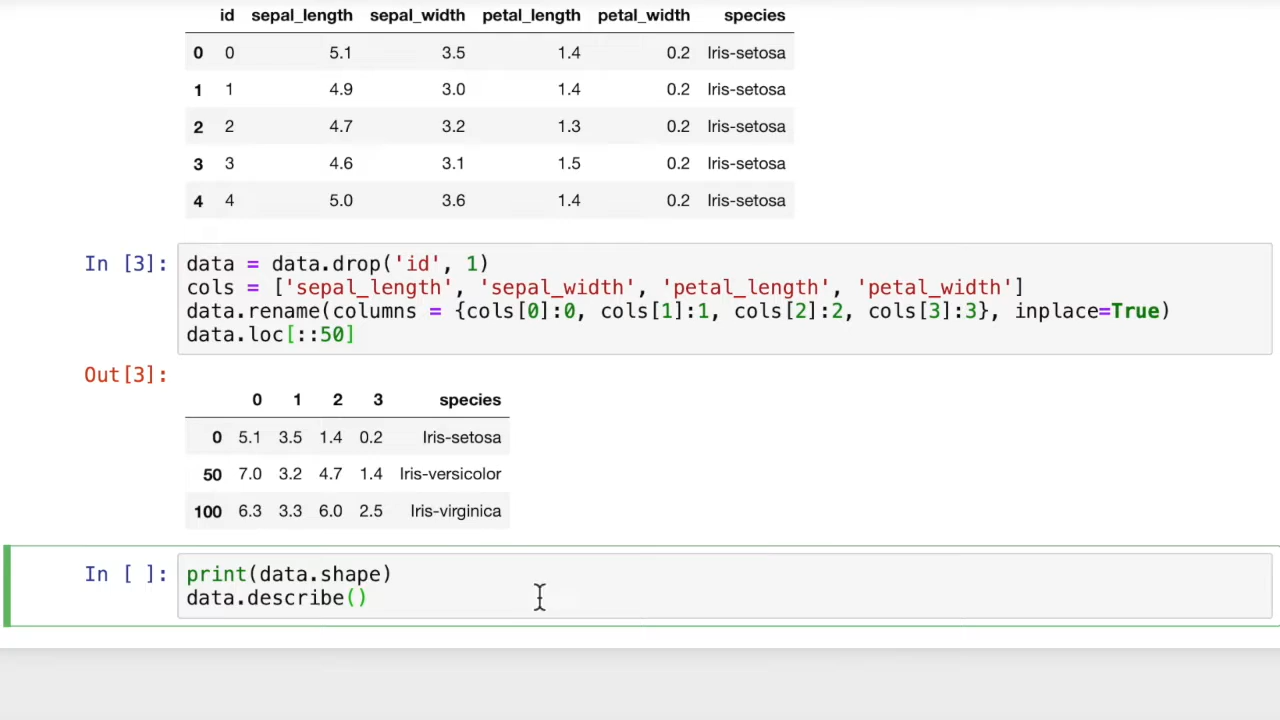 id sepal_length sepal_width petal_length petal_width species
0 0 5.1 3.5 1.4 0.2 Iris-setosa
1 1 4.9 3.0 1.4 0.2 Iris-setosa
2 2 4.7 3.2 1.3 0.2 Iris-setosa
3 3 4.6 3.1 1.5 0.2 Iris-setosa
4 4 5.0 3.6 1.4 0.2 Iris-setosa
In [3]: data = data.drop('id', 1)
cols = ['sepal_length', 'sepal_width', 'petal_length', 'petal_width']
data.rename(columns = {cols[0]:0, cols[1]:1, cols[2]:2, cols[3]:3}, inplace=True)
data.loc[::50]
Out[3]:
0 1 2 3 species
0 5.1 3.5 1.4 0.2 Iris-setosa
50 7.0 3.2 4.7 1.4 Iris-versicolor
100 6.3 3.3 6.0 2.5 Iris-virginica
In [ ]: print(data.shape)
data.describe()